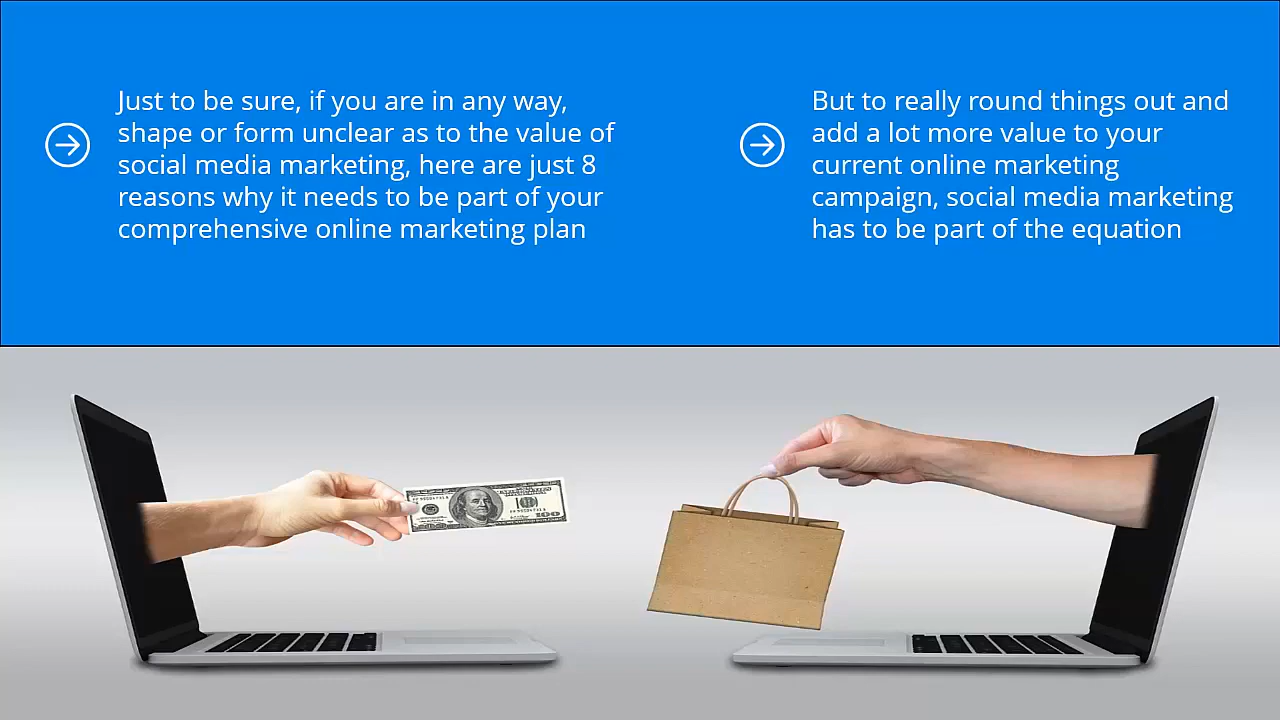 Just to be sure, if you are in any way,
shape or form unclear as to the value of
social media marketing, here are just 8
reasons why it needs to be part of your
comprehensive online marketing plan
But to really round things out and
add a lot more value to your
current online marketing
campaign, social media marketing
has to be part of the equation
100